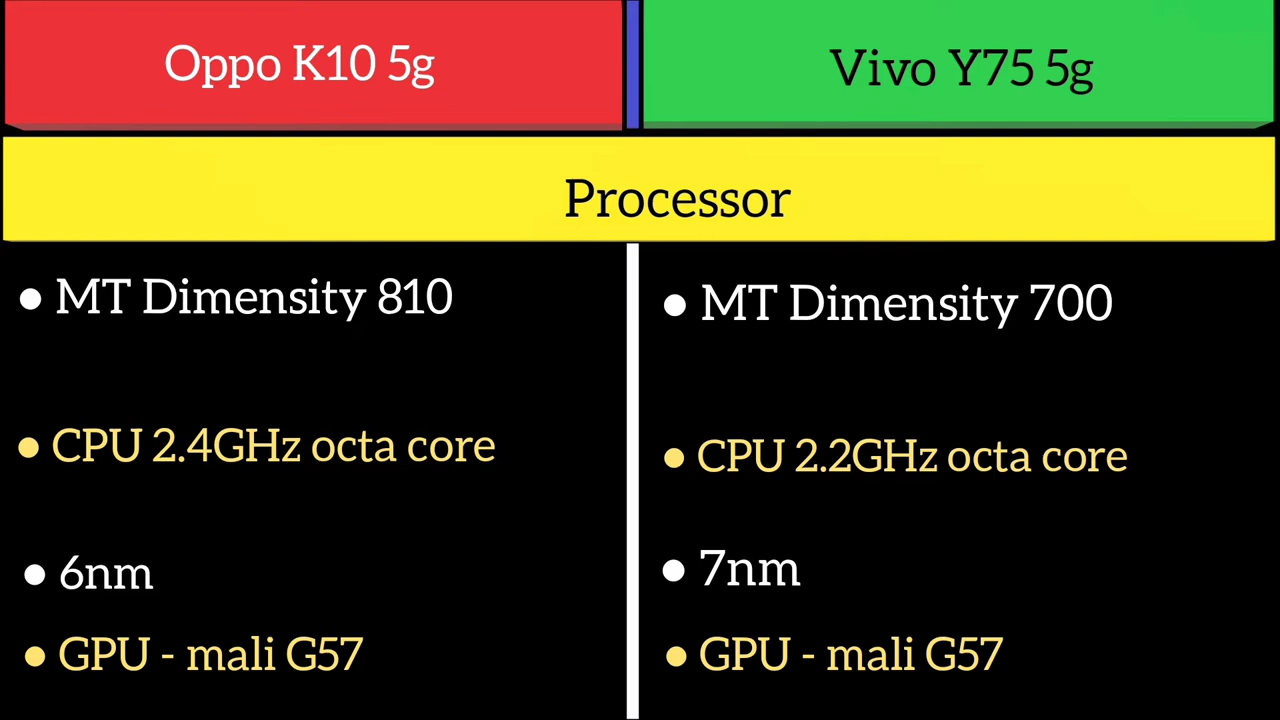 Oppo K10 5g
Vivo Y75 5g
Processor
● MT Dimensity 810
● MT Dimensity 700
● CPU 2.4GHz octa core
● CPU 2.2GHz octa core
● 6nm
● 7nm
● GPU - mali G57
● GPU - mali G57